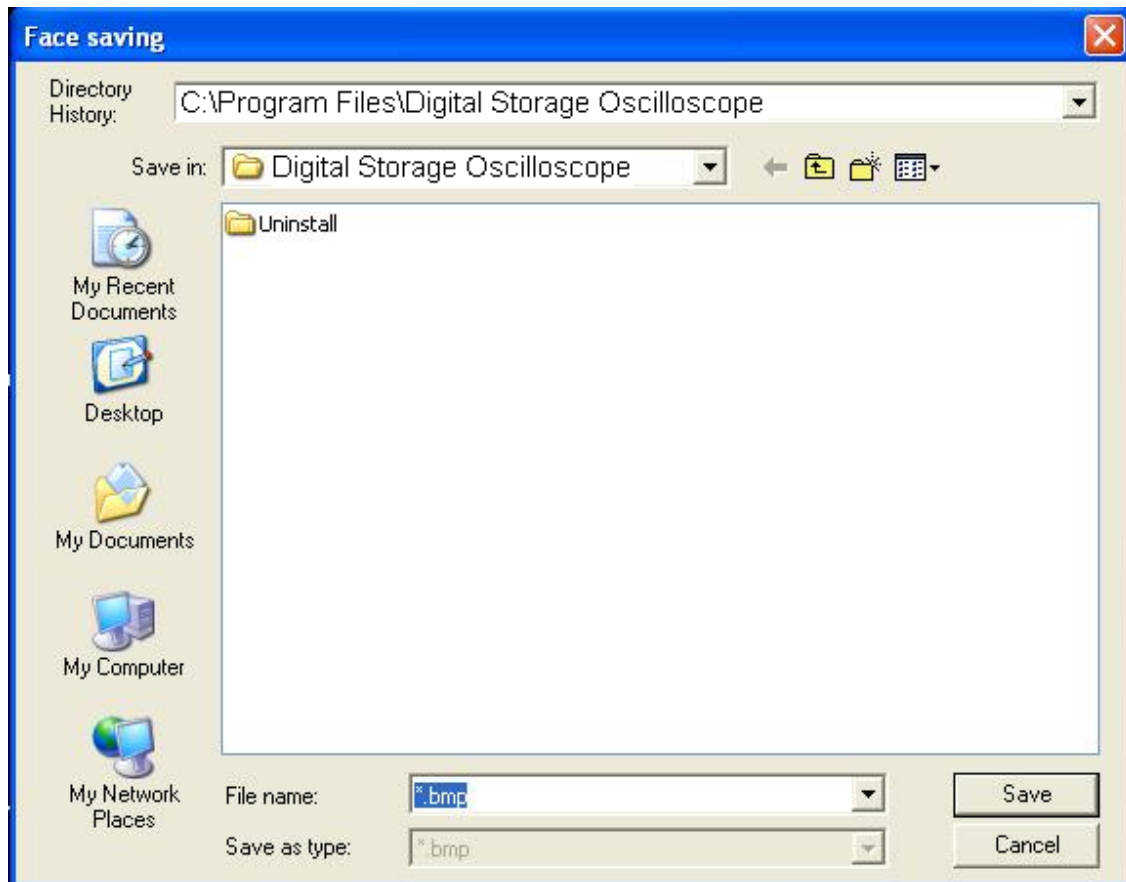 Face saving
Directory
History:
C:\Program Files\Digital Storage Oscilloscope
Save in:
Digital Storage Oscilloscope
Uninstall
My Recent
Documents
Desktop
My Documents
My Computer
My Network
Places
File name:
*.bmp
Save
Save as type:
*.bmp
Cancel